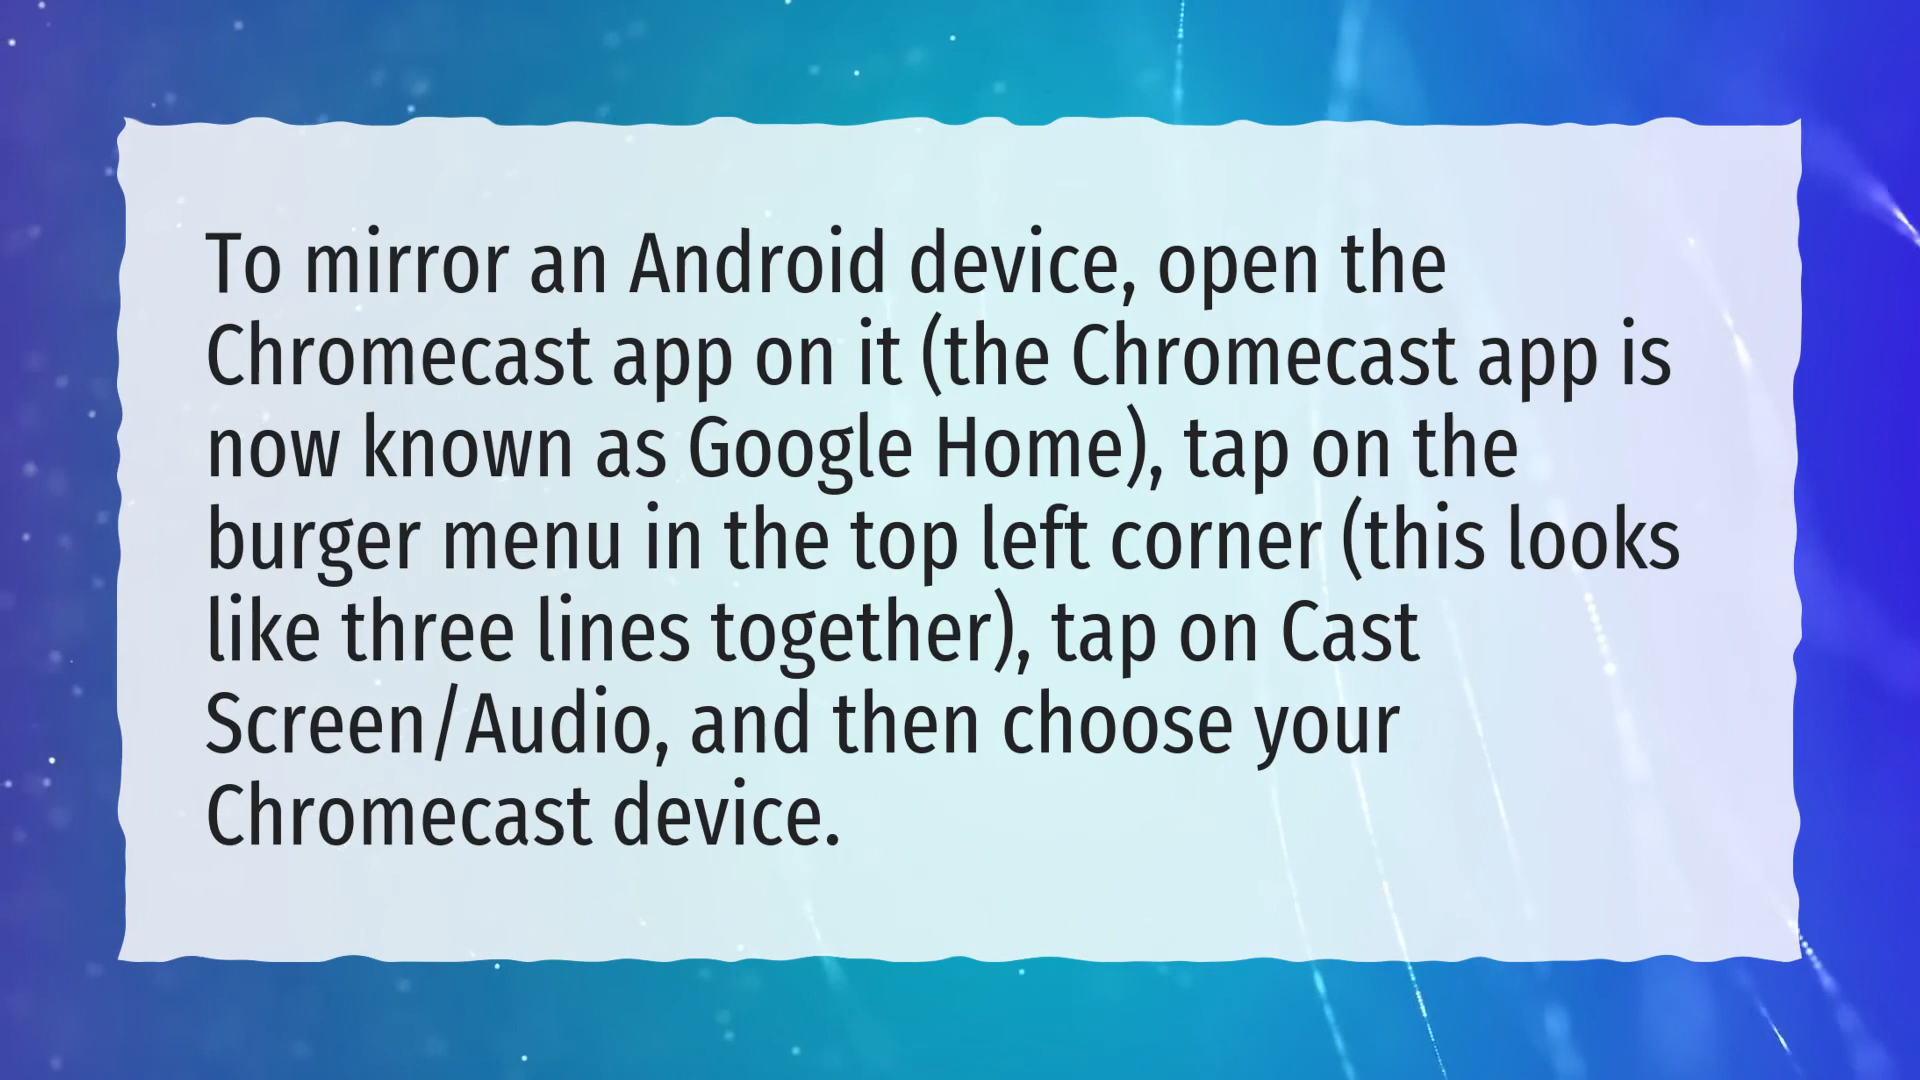 To mirror an Android device, open the
Chromecast app on it (the Chromecast app is
now known as Google Home), tap on the
burger menu in the top left corner (this looks
like three lines together), tap on Cast
Screen/Audio, and then choose your
Chromecast device.